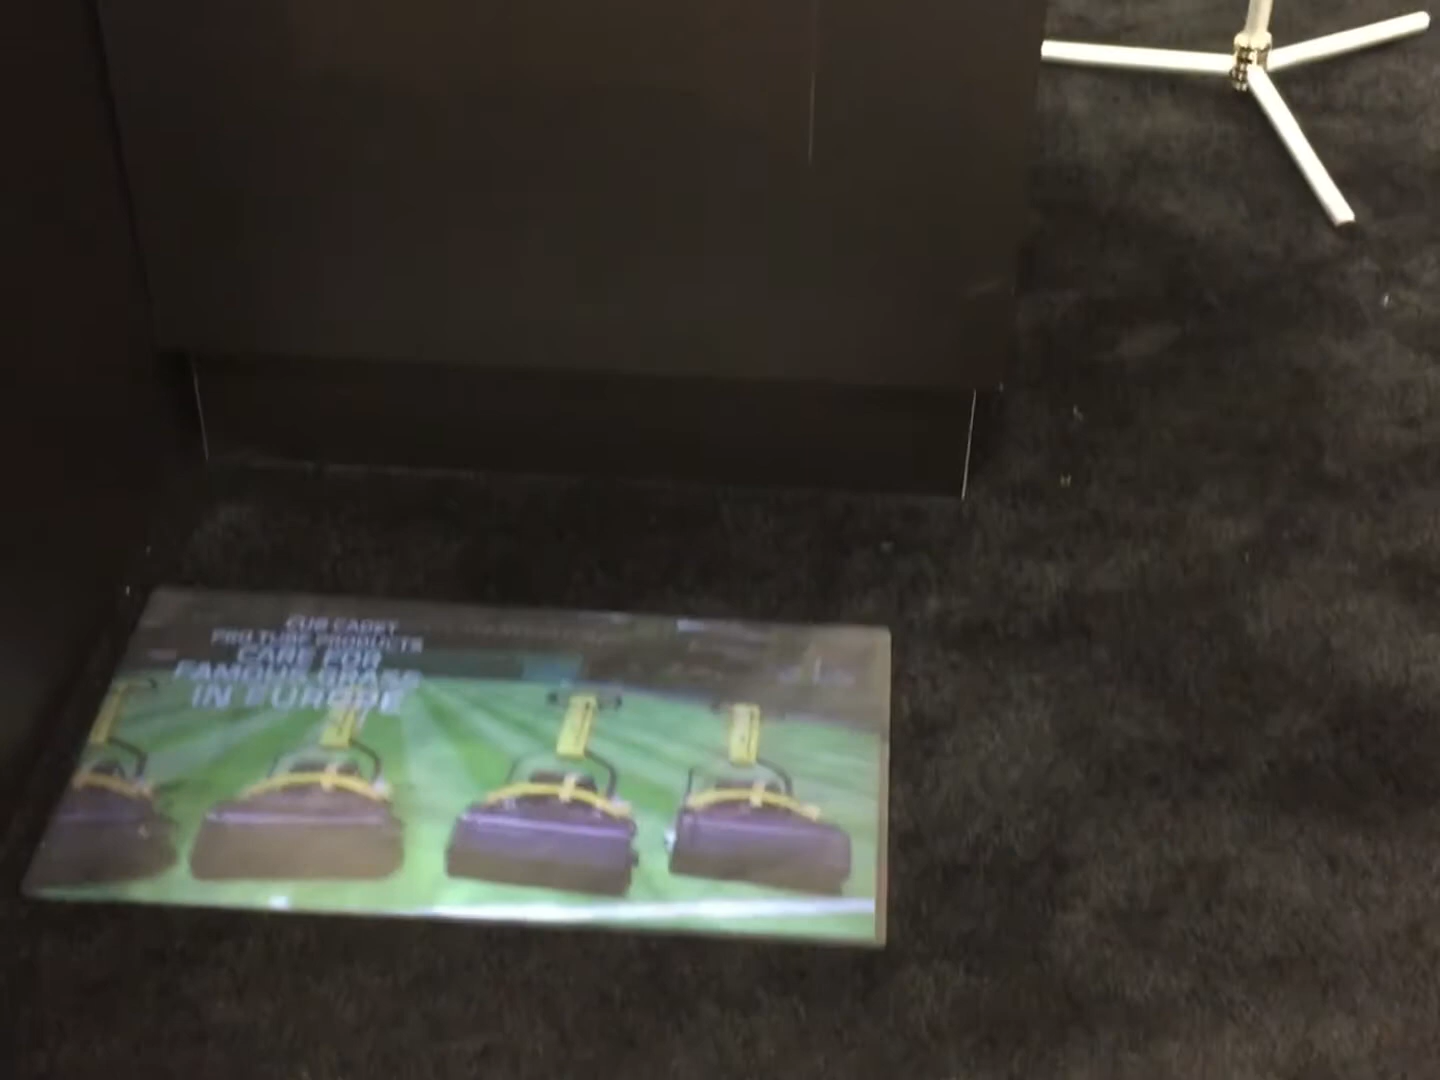 CUB CADET
PRO TURF PRODUCTS
CARE FOR
FAMOUS GRASS
IN EUROPE